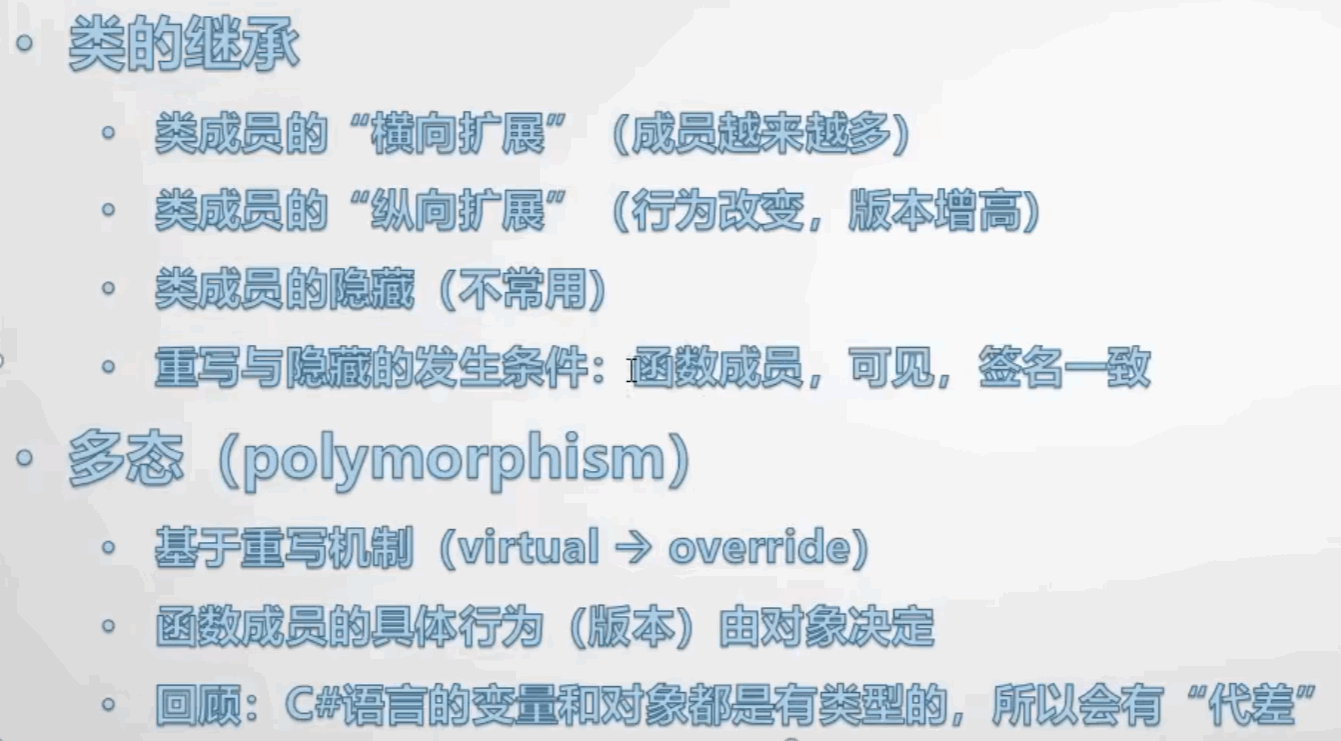 • 类的继承
• 类成员的“横向扩展”（成员越来越多）
• 类成员的“纵向扩展”（行为改变，版本增高）
• 类成员的隐藏（不常用）
• 重写与隐藏的发生条件：函数成员，可见，签名一致
• 多态（polymorphism）
• 基于重写机制（virtual → override）
• 函数成员的具体行为（版本）由对象决定
• 回顾：C#语言的变量和对象都是有类型的，所以会有“代差”